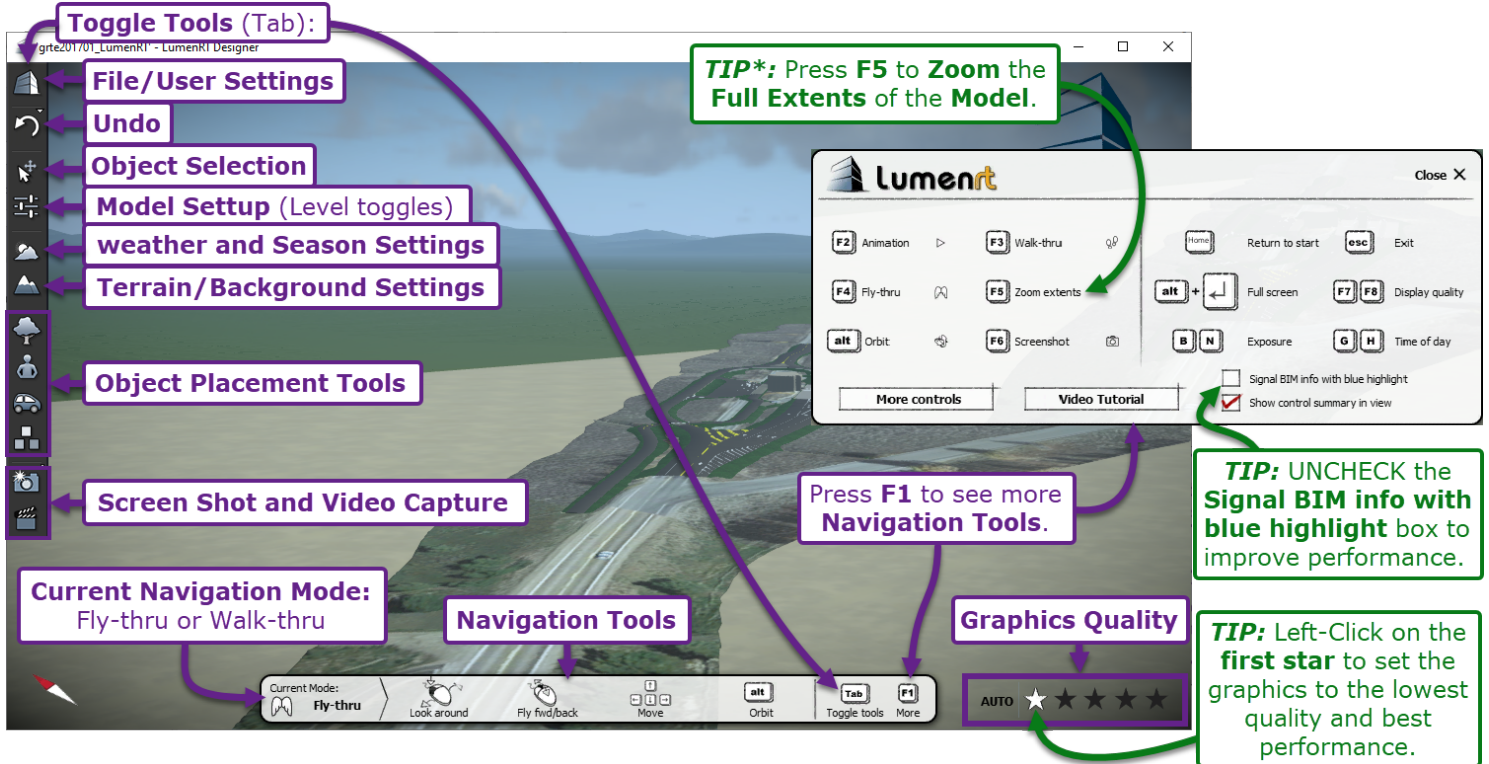 Toggle Tools (Tab):
grte201701_LumenRT' - LumenRT Designer
File/User Settings
Undo
Object Selection
Model Settup (Level toggles)
weather and Season Settings
Terrain/Background Settings
Object Placement Tools
Screen Shot and Video Capture
TIP*: Press F5 to Zoom the
Full Extents of the Model.
Lumenrt
Close X
F2 Animation
F3 Walk-thru
Home Return to start
esc Exit
F4 Fly-thru
F5 Zoom extents
alt + Full screen
F7 F8 Display quality
alt Orbit
F6 Screenshot
B N Exposure
G H Time of day
More controls
Video Tutorial
Signal BIM info with blue highlight
Show control summary in view
Press F1 to see more
Navigation Tools.
TIP: UNCHECK the
Signal BIM info with
blue highlight box to
improve performance.
Current Navigation Mode:
Fly-thru or Walk-thru
Navigation Tools
Graphics Quality
TIP: Left-Click on the
first star to set the
graphics to the lowest
quality and best
performance.
Current Mode:
Fly-thru
Look around
Fly fwd/back
Move
alt
Orbit
Tab
Toggle tools
F1
More
AUTO